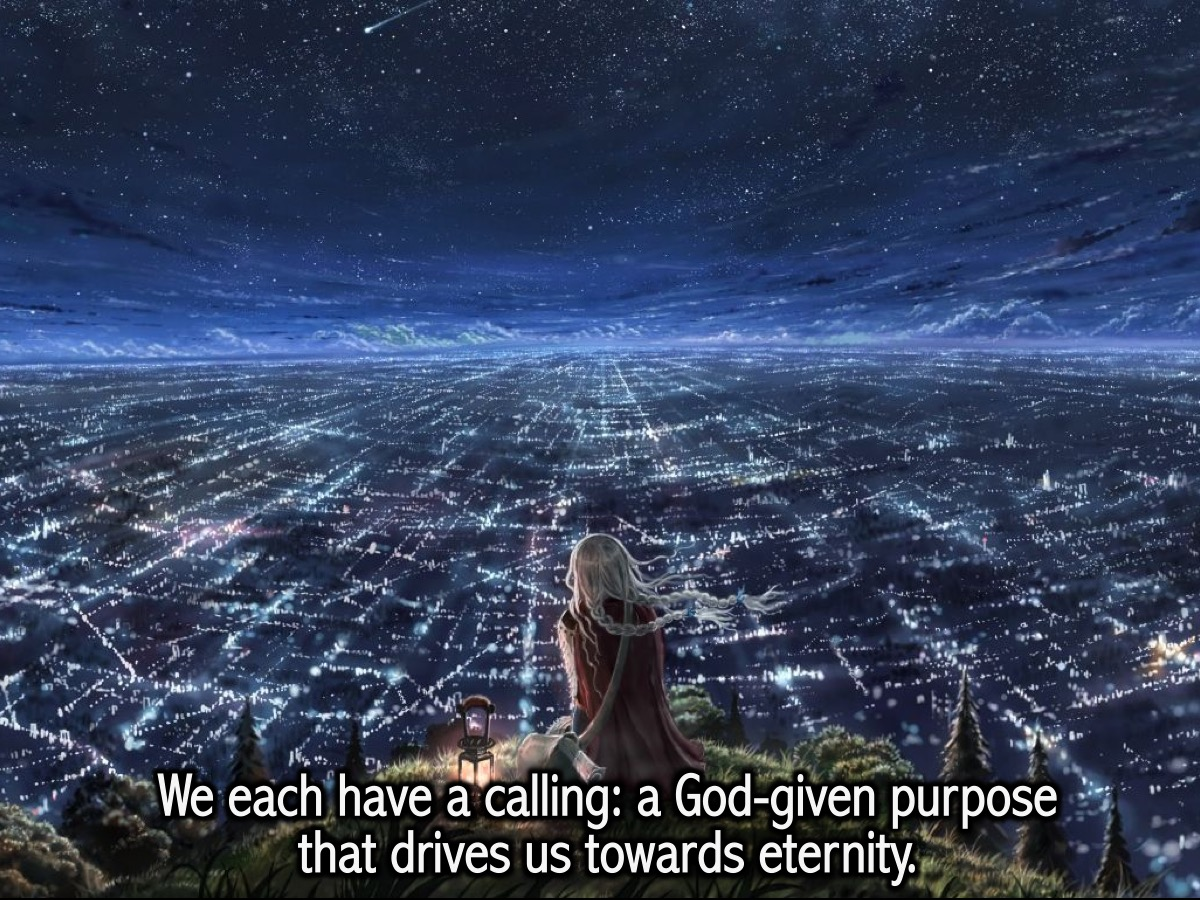 We each have a calling: a God-given purpose
that drives us towards eternity.